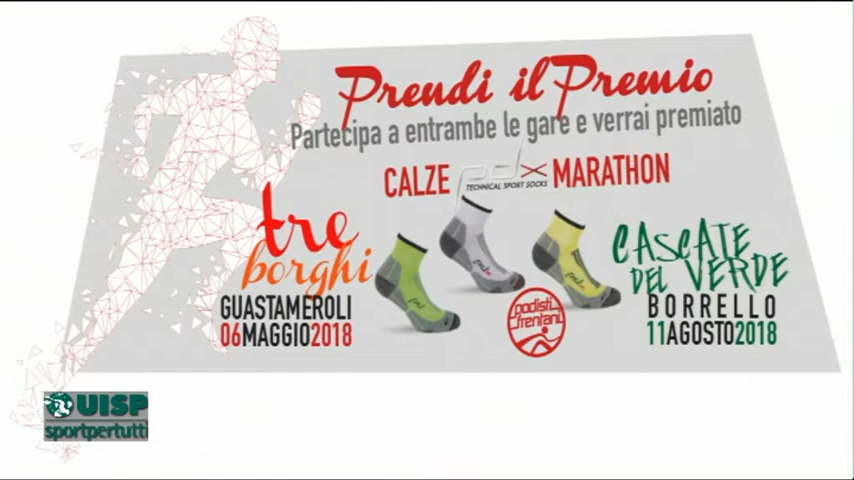 Prendi il Premio
Partecipa a entrambe le gare e verrai premiato
CALZE pdx MARATHON
TECHNICAL SPORT SOCKS
tre
borghi
GUASTAMEROLI
06MAGGIO2018
CASCATE
DEL VERDE
BORRELLO
11AGOSTO2018
podisti
frentani
UISP
sportpertutti